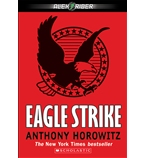 ALEX RIDER
EAGLE STRIKE
ANTHONY HOROWITZ
The New York Times bestseller
SCHOLASTIC